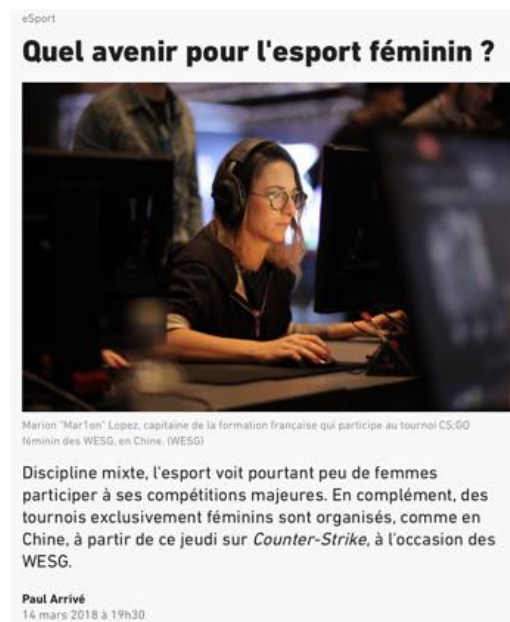 eSport
Quel avenir pour l'esport féminin ?
Marion "Mar1on" Lopez, capitaine de la formation française qui participe au tournoi CS:GO
féminin des WESG, en Chine. (WESG)
Discipline mixte, l'esport voit pourtant peu de femmes
participer à ses compétitions majeures. En complément, des
tournois exclusivement féminins sont organisés, comme en
Chine, à partir de ce jeudi sur Counter-Strike, à l'occasion des
WESG.
Paul Arrivé
14 mars 2018 à 19h30